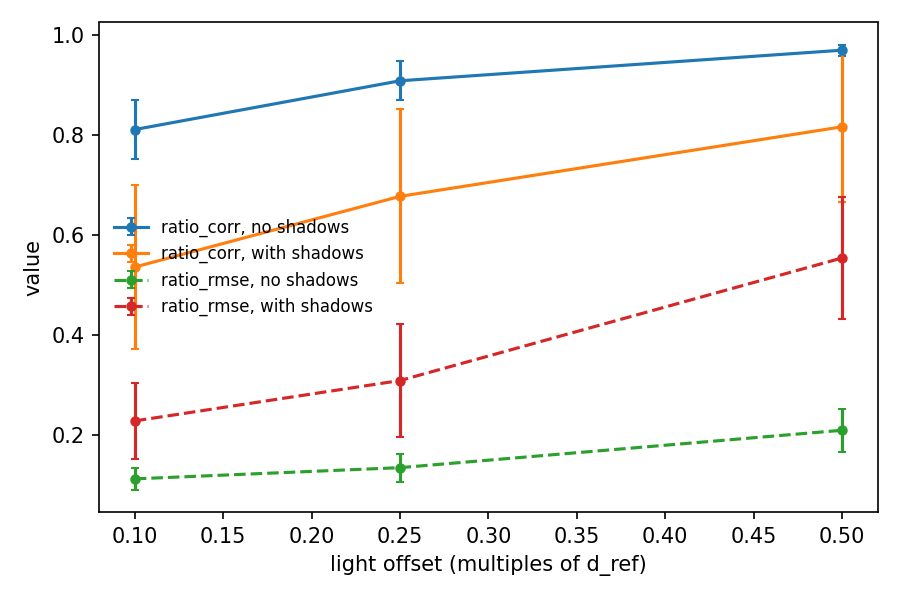 1.0
0.8
0.6
0.4
0.2
value
ratio_corr, no shadows
ratio_corr, with shadows
ratio_rmse, no shadows
ratio_rmse, with shadows
0.10 0.15 0.20 0.25 0.30 0.35 0.40 0.45 0.50
light offset (multiples of d_ref)